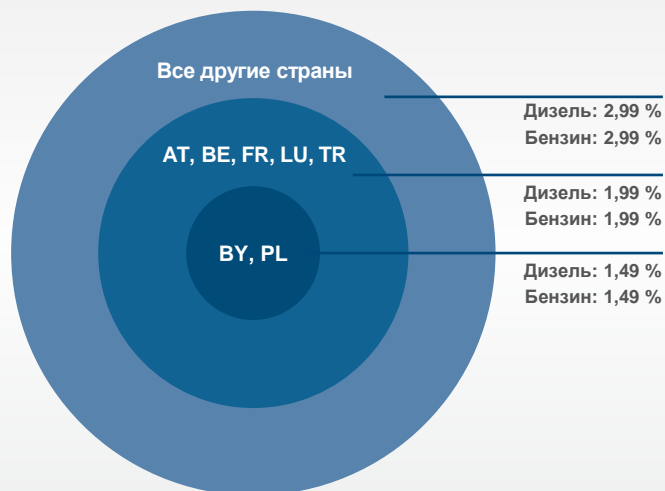 Все другие страны
Дизель: 2,99 %
Бензин: 2,99 %
AT, BE, FR, LU, TR
Дизель: 1,99 %
Бензин: 1,99 %
BY, PL
Дизель: 1,49 %
Бензин: 1,49 %